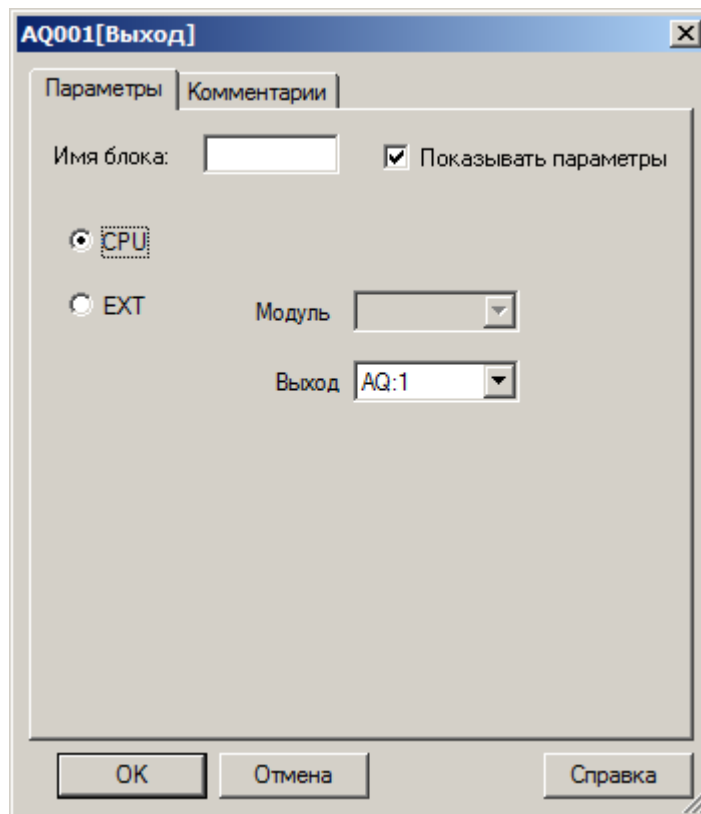 AQ001[Выход]
Параметры Комментарии
Имя блока: Показывать параметры
CPU
EXT Модуль
Выход AQ:1
OK Отмена Справка